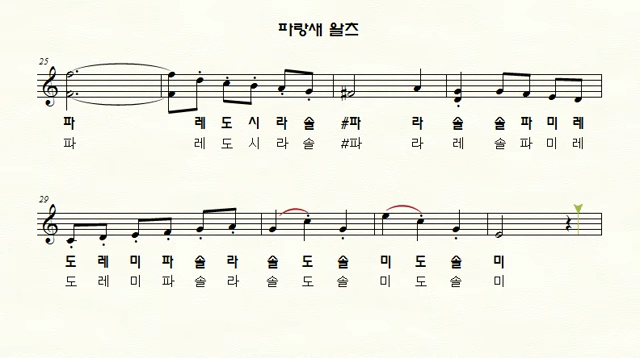 파랑새 왈츠
25
파 레 도 시 라 솔 #파 라 솔 솔 파 미 레
파 레 도 시 라 솔 #파 라 레 솔 파 미 레
29
도 레 미 파 솔 라 솔 도 솔 미 도 솔 미
도 레 미 파 솔 라 솔 도 솔 미 도 솔 미